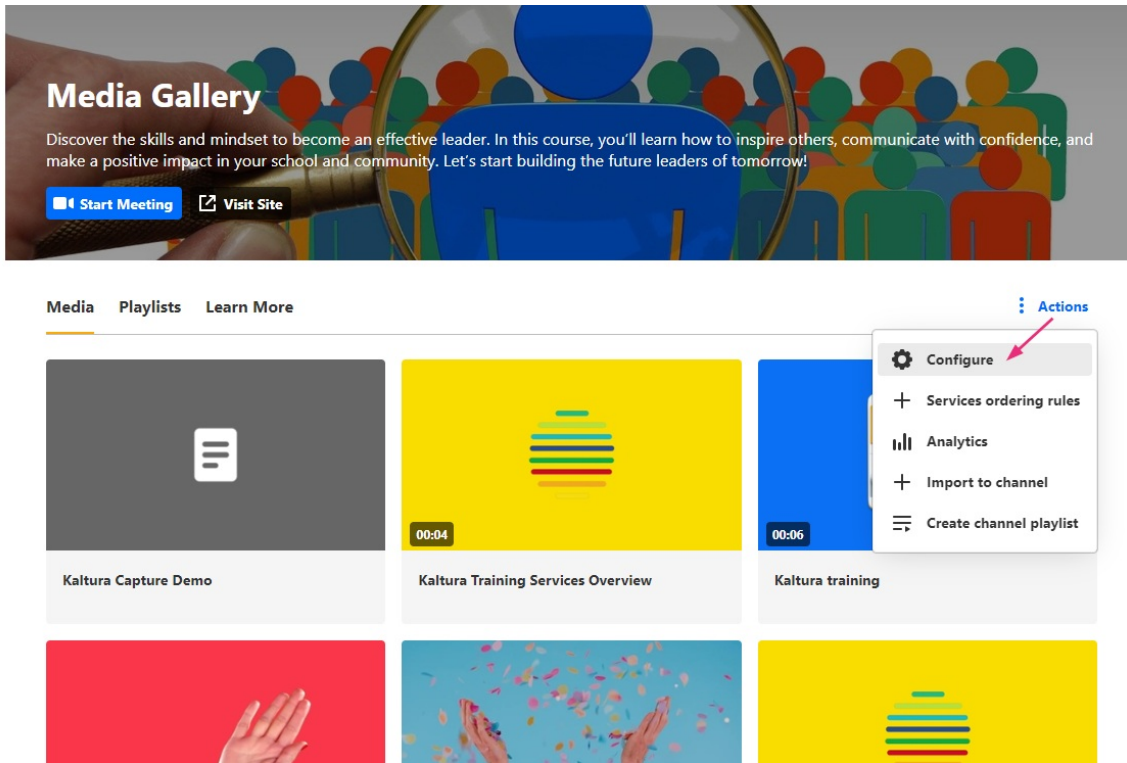 Media Gallery
Discover the skills and mindset to become an effective leader. In this course, you'll learn how to inspire others, communicate with confidence, and
make a positive impact in your school and community. Let's start building the future leaders of tomorrow!
Start Meeting
Visit Site
Media
Playlists
Learn More
Actions
Configure
Services ordering rules
Analytics
Import to channel
Create channel playlist
00:04
00:06
Kaltura Capture Demo
Kaltura Training Services Overview
Kaltura training